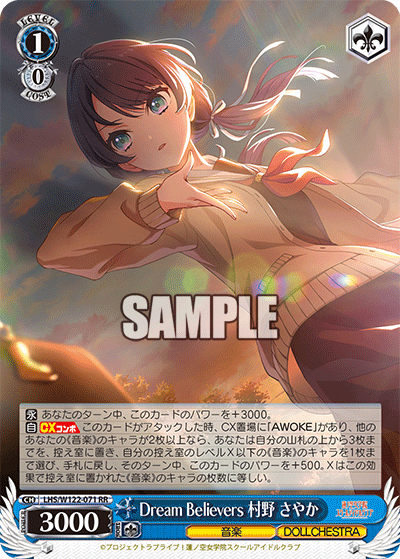 LEVEL
1
0
COST
SAMPLE
永 あなたのターン中、このカードのパワーを＋3000。
自 CXコンボ このカードがアタックした時、CX置場に「AWOKE」があり、他の
あなたの《音楽》のキャラが2枚以上なら、あなたは自分の山札の上から3枚ま
でを、控え室に置き、自分の控え室のレベルX以下の《音楽》のキャラを1枚ま
で選び、手札に戻し、そのターン中、このカードのパワーを＋500。Xはこの効
果で控え室に置かれた《音楽》のキャラの枚数に等しい。
CH LHS/W122-071 RR
3000
Dream Believers 村野 さやか
音楽
DOLLCHESTRA
©プロジェクトラブライブ！蓮ノ空女学院スクールアイドルクラブ